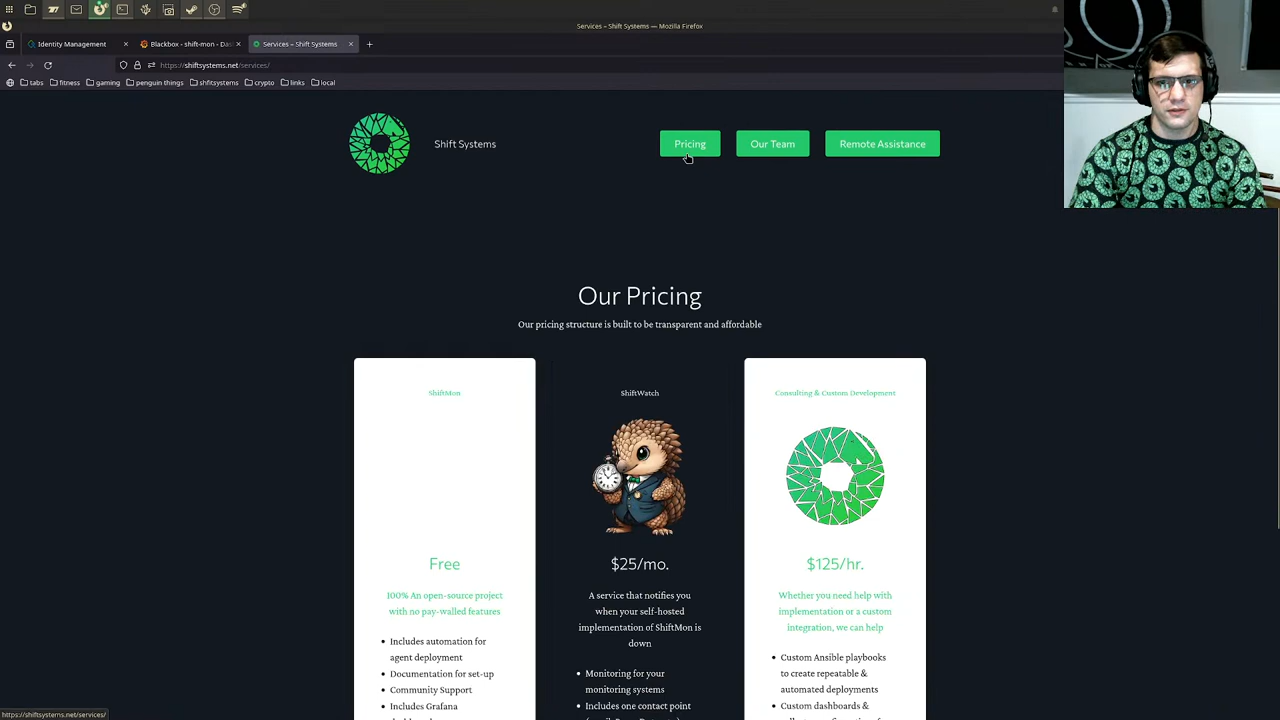 Services – Shift Systems — Mozilla Firefox
Identity Management
Blackbox - shift-mon - Das
Services – Shift Systems
https://shiftsystems.net/services/
tabs
fitness
gaming
penguin things
shfitsystems
crypto
links
local
Shift Systems
Pricing
Our Team
Remote Assistance
Our Pricing
Our pricing structure is built to be transparent and affordable
ShiftMon
Free
100% An open-source project
with no pay-walled features
Includes automation for
agent deployment
Documentation for set-up
Community Support
Includes Grafana
ShiftWatch
$25/mo.
A service that notifies you
when your self-hosted
implementation of ShiftMon is
down
Monitoring for your
monitoring systems
Includes one contact point
Consulting & Custom Development
$125/hr.
Whether you need help with
implementation or a custom
integration, we can help
Custom Ansible playbooks
to create repeatable &
automated deployments
Custom dashboards &
https://shiftsystems.net/services/